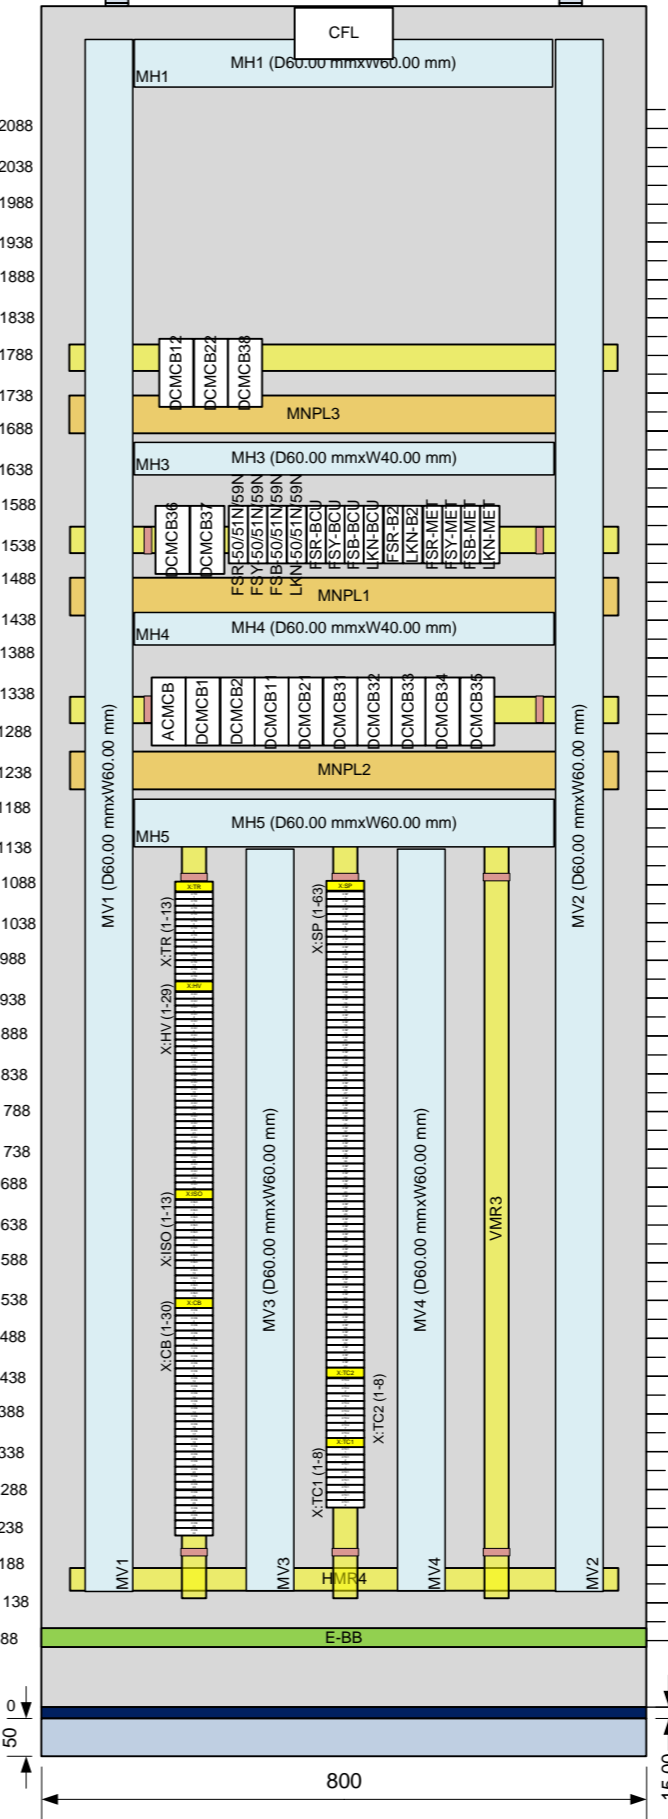 CFL
MH1 (D60.00 mmxW60.00 mm)
MH1
2088
2038
1988
1938
1888
1838
1788
1738
1688
1638
1588
1538
1488
1438
1388
1338
1288
1238
1188
1138
1088
1038
988
938
888
838
788
738
688
638
588
538
488
438
388
338
288
238
188
138
88
0
50
DCMCB12
DCMCB22
DCMCB38
MNPL3
MH3 (D60.00 mmxW40.00 mm)
MH3
DCMCB36
DCMCB37
FSR-50/51N/59N
FSY-50/51N/59N
FSB-50/51N/59N
LKN-50/51N/59N
FSR-BCU
FSY-BCU
FSB-BCU
LKN-BCU
FSR-B2
LKN-B2
FSR-MET
FSY-MET
FSB-MET
LKN-MET
MNPL1
MH4 (D60.00 mmxW40.00 mm)
MH4
ACMCB
DCMCB1
DCMCB2
DCMCB11
DCMCB21
DCMCB31
DCMCB32
DCMCB33
DCMCB34
DCMCB35
MNPL2
MH5 (D60.00 mmxW60.00 mm)
MH5
MV1 (D60.00 mmxW60.00 mm)
MV2 (D60.00 mmxW60.00 mm)
X:TR
X:TR (1-13)
X:HV
X:HV (1-29)
X:ISO
X:ISO (1-13)
X:CB
X:CB (1-30)
MV3 (D60.00 mmxW60.00 mm)
X:SP
X:SP (1-63)
X:TC2
X:TC2 (1-8)
X:TC1
X:TC1 (1-8)
MV4 (D60.00 mmxW60.00 mm)
VMR3
MV1
MV3
HMR4
MV4
MV2
E-BB
800
15.00